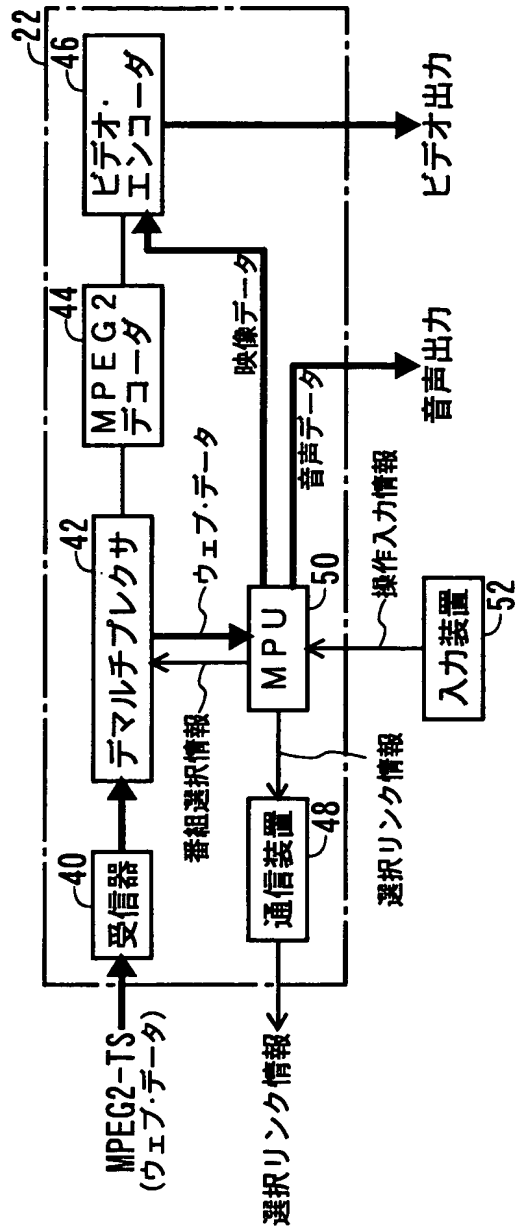 22
MPEG2-TS
(ウェブ・データ)
40
受信器
42
デマルチプレクサ
44
MPEG2
デコーダ
46
ビデオ・
エンコーダ
番組選択情報
ウェブ・データ
映像データ
音声データ
選択リンク情報
48
通信装置
選択リンク情報
50
MPU
操作入力情報
52
入力装置
音声出力
ビデオ出力